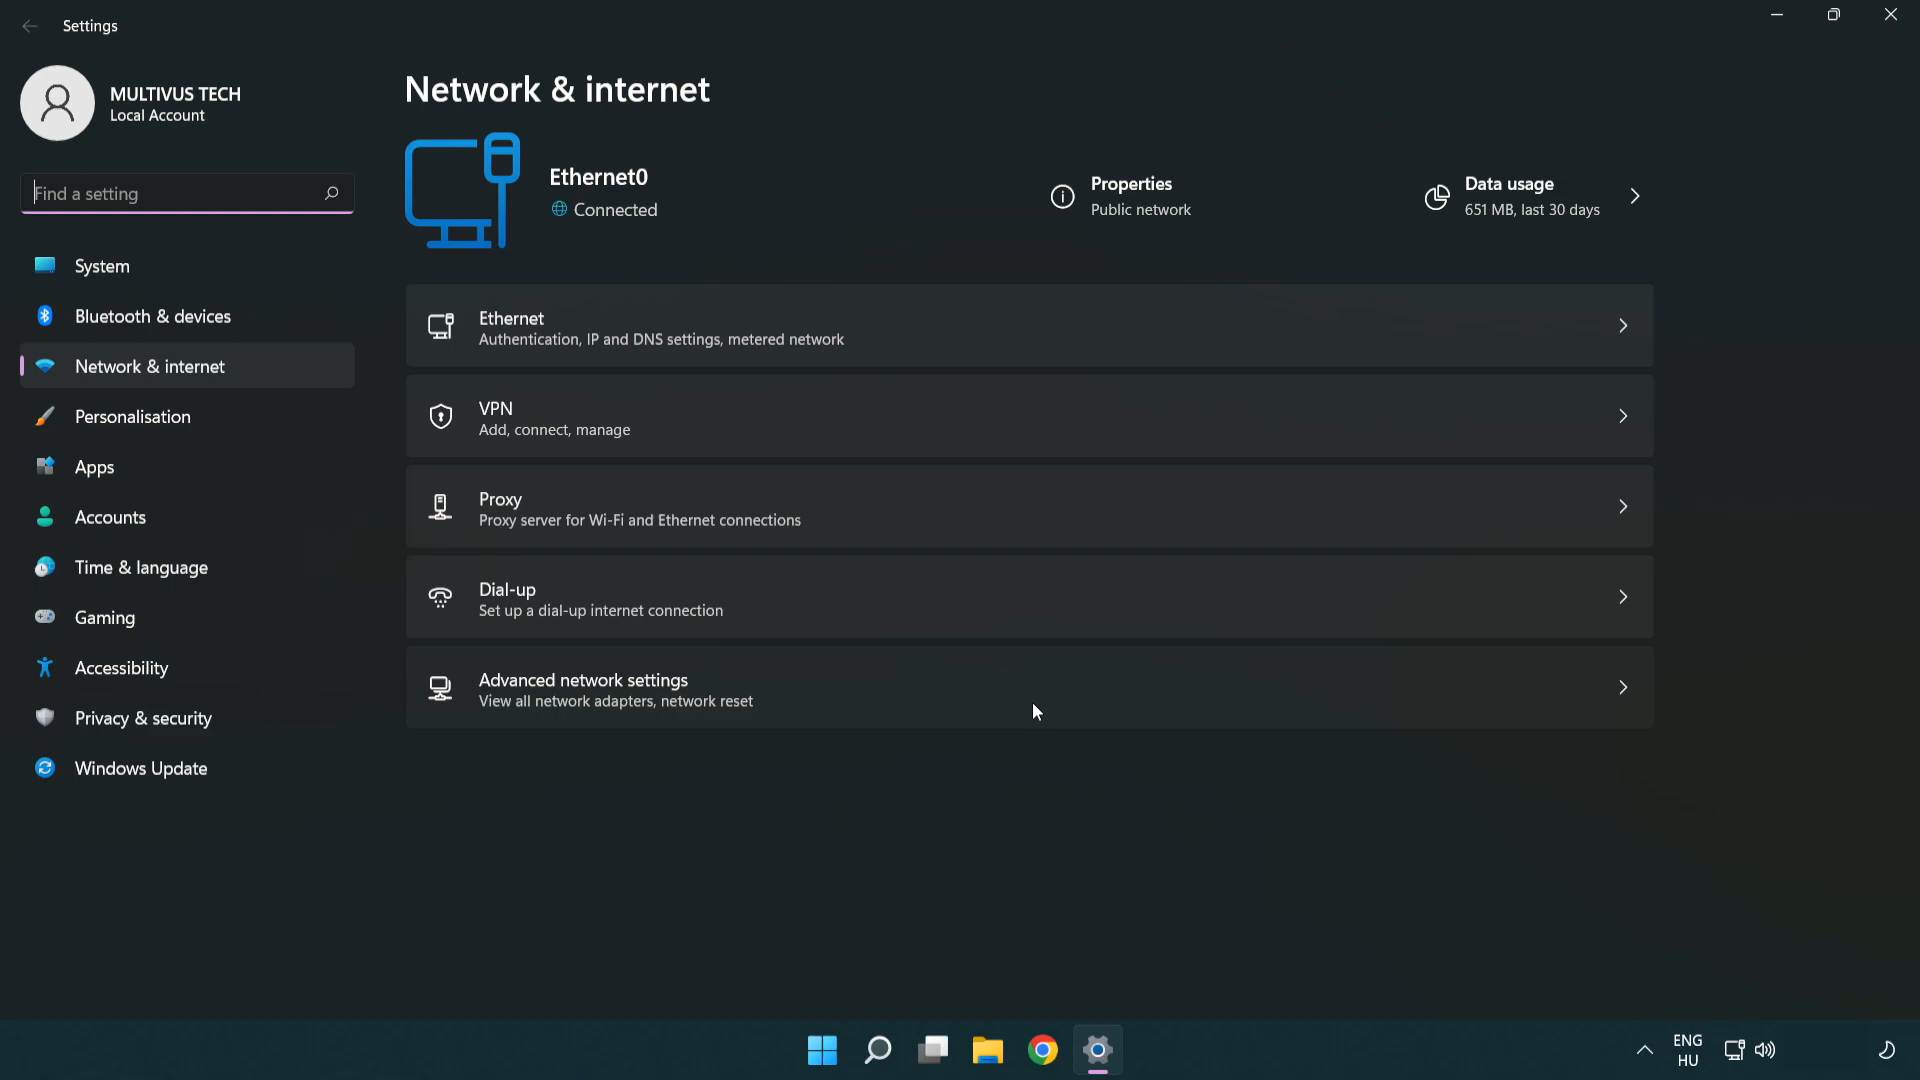 Settings
MULTIVUS TECH
Local Account
Find a setting
System
Bluetooth & devices
Network & internet
Personalisation
Apps
Accounts
Time & language
Gaming
Accessibility
Privacy & security
Windows Update
Network & internet
Ethernet0
Connected
Properties
Public network
Data usage
651 MB, last 30 days
Ethernet
Authentication, IP and DNS settings, metered network
VPN
Add, connect, manage
Proxy
Proxy server for Wi-Fi and Ethernet connections
Dial-up
Set up a dial-up internet connection
Advanced network settings
View all network adapters, network reset
ENG
HU